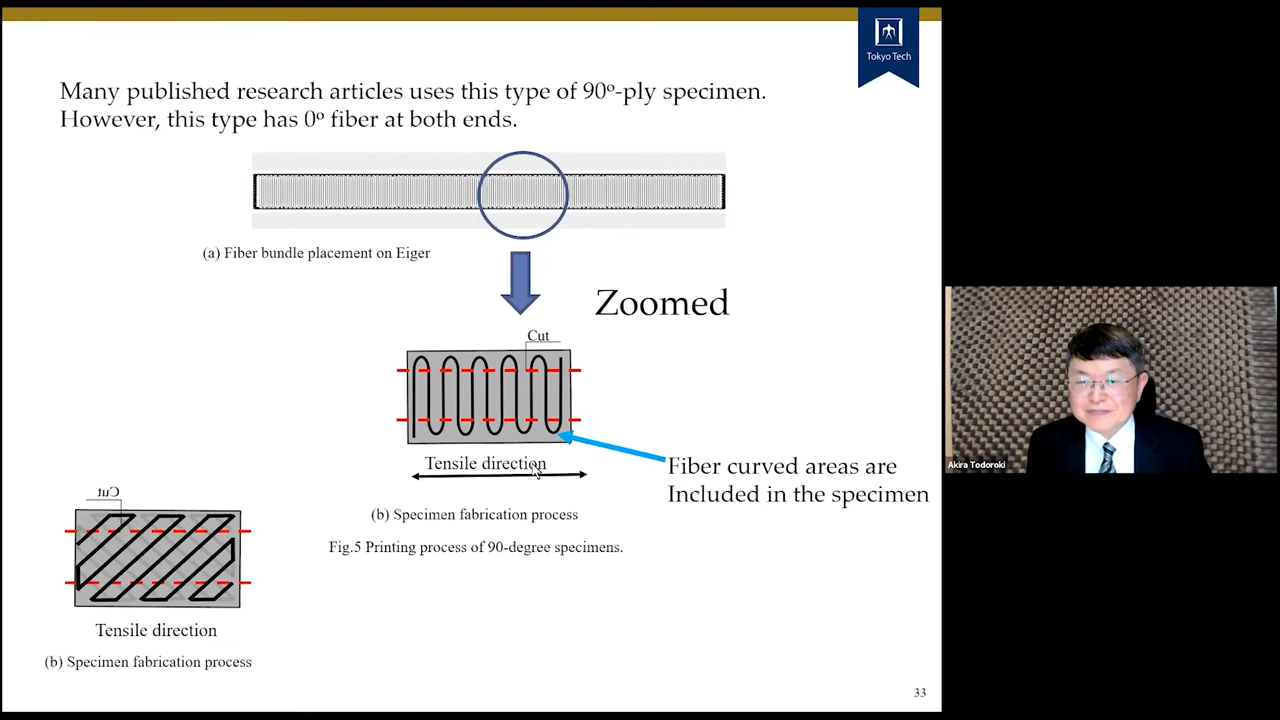 Tokyo Tech
Many published research articles uses this type of 90º-ply specimen.
However, this type has 0º fiber at both ends.
(a) Fiber bundle placement on Eiger
Zoomed
Cut
Tensile direction
Fiber curved areas are
Included in the specimen
(b) Specimen fabrication process
Fig.5 Printing process of 90-degree specimens.
Cut
Tensile direction
(b) Specimen fabrication process
33
Akira Todoroki